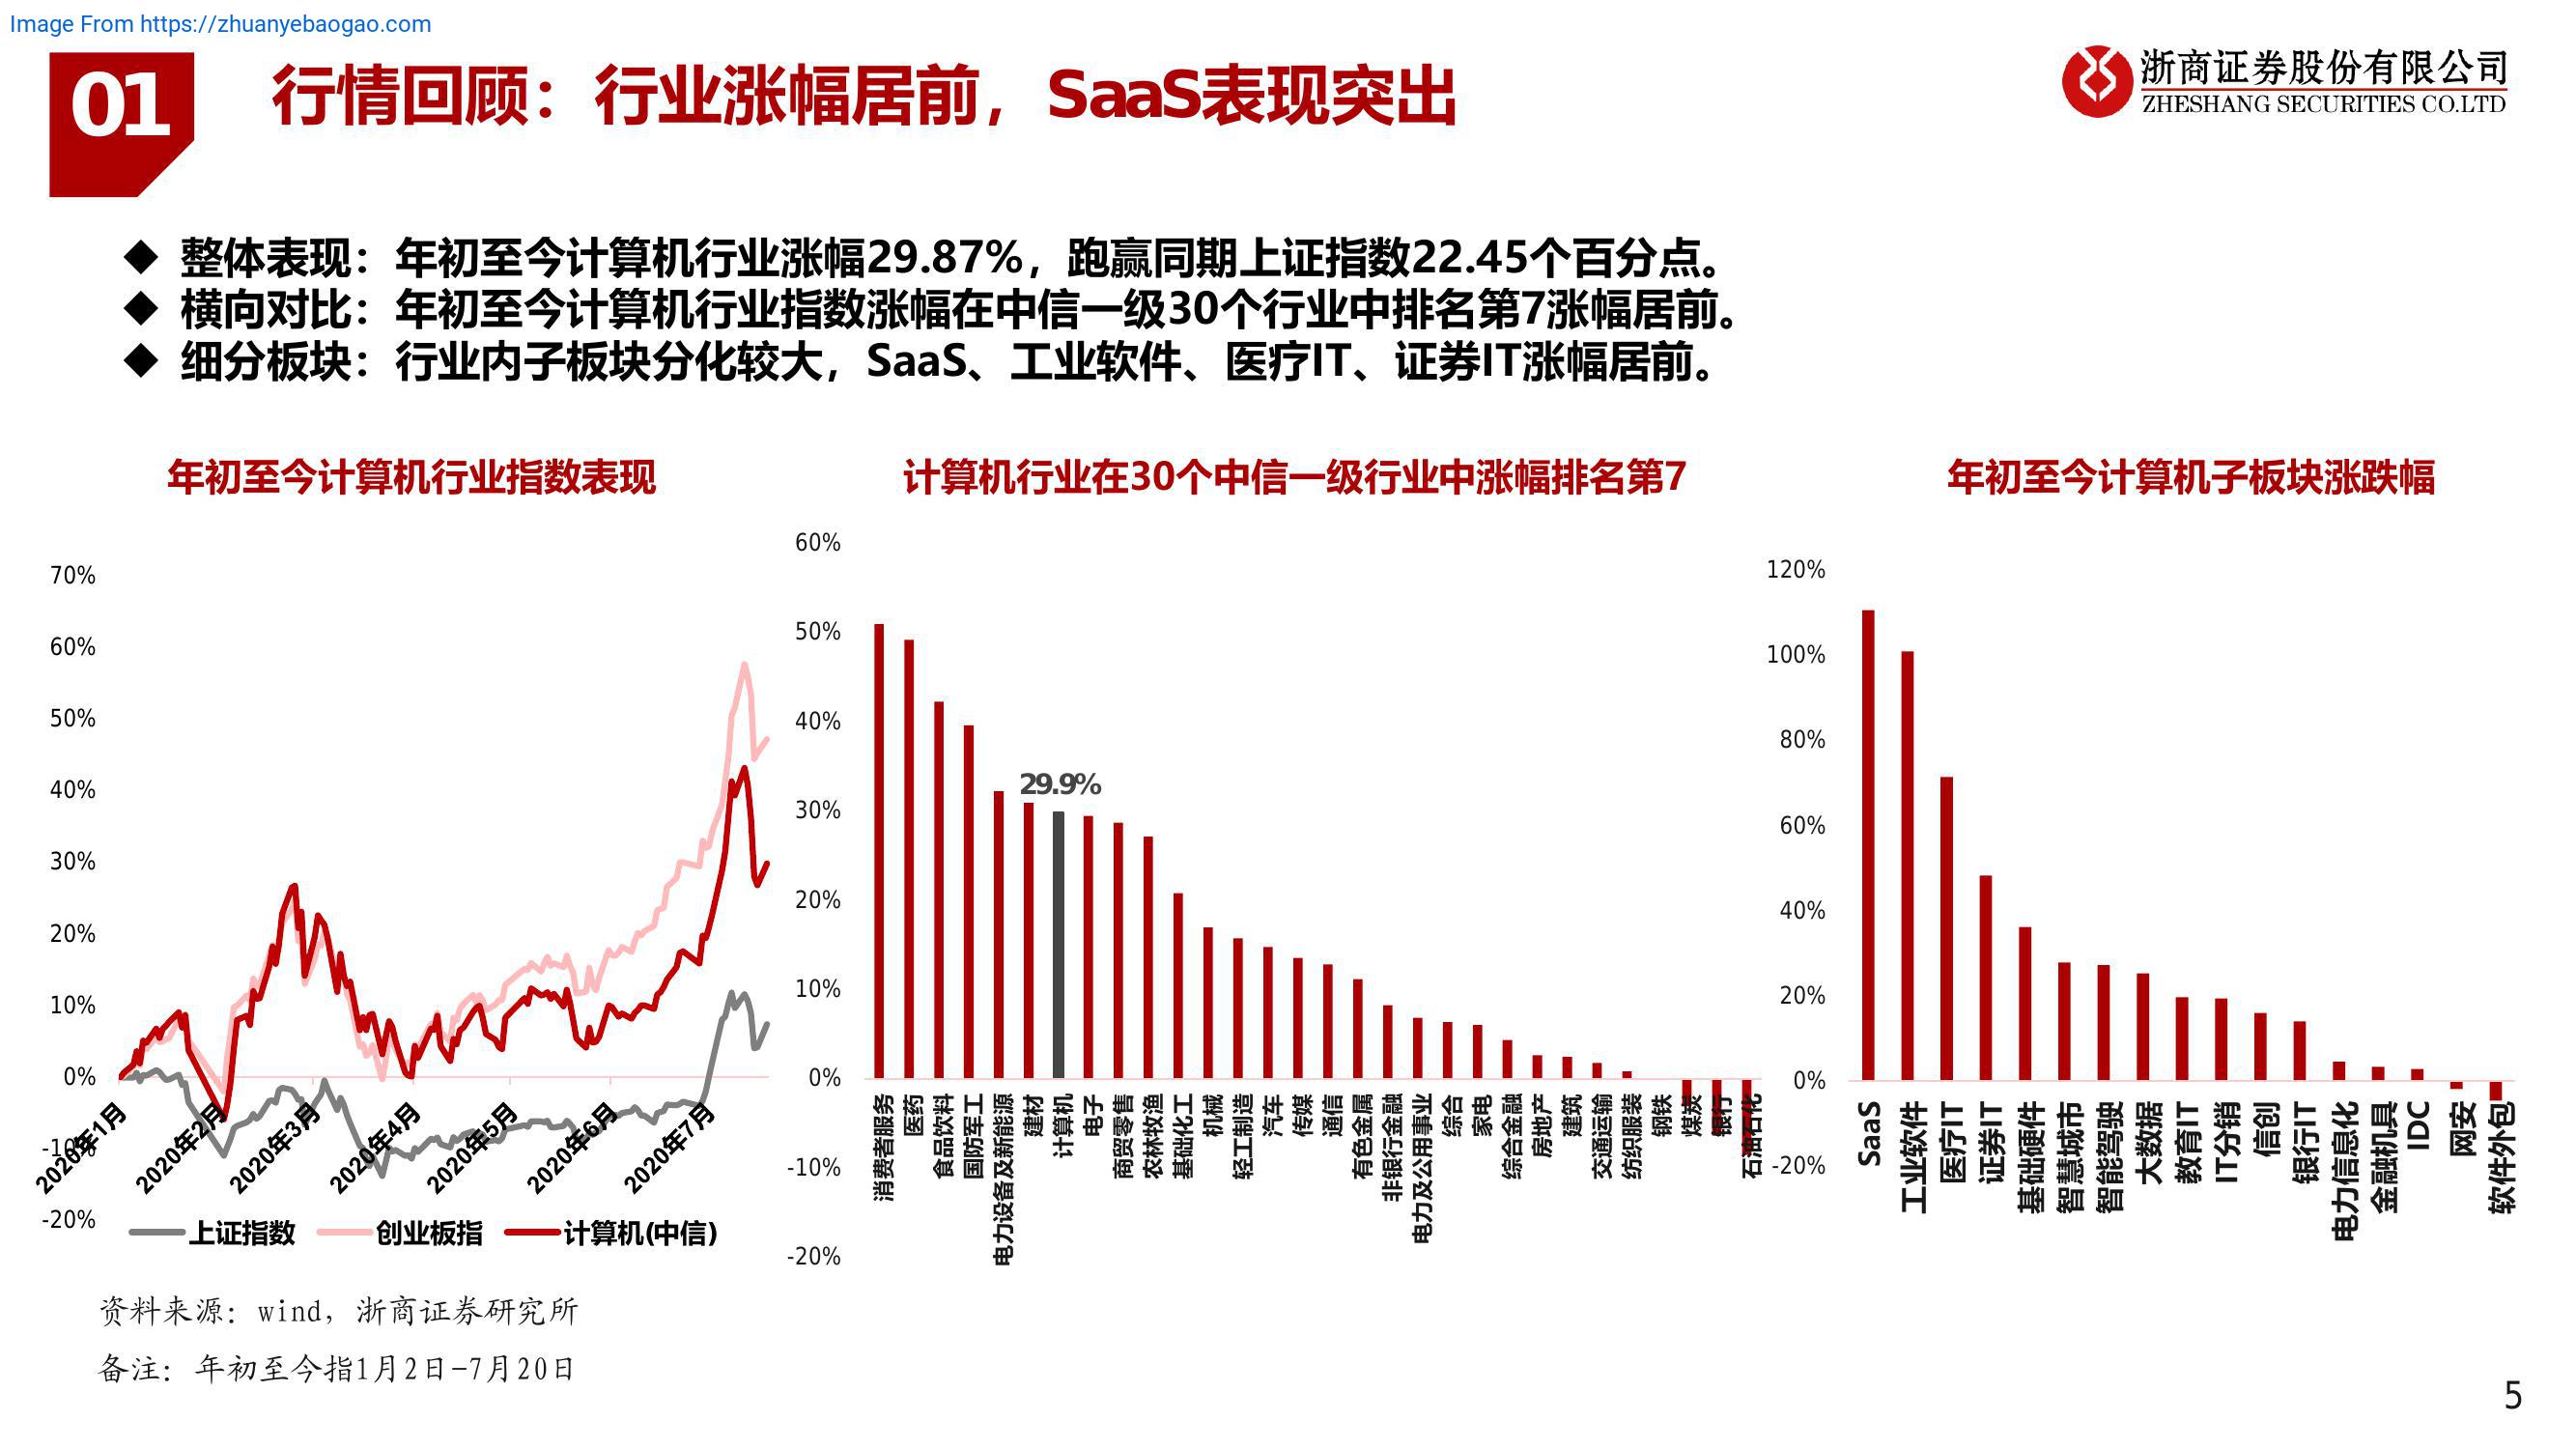 Image From https://zhuanyebaogao.com
01
行情回顾：行业涨幅居前，SaaS表现突出
浙商证券股份有限公司
ZHESHANG SECURITIES CO.LTD
◆ 整体表现：年初至今计算机行业涨幅29.87%，跑赢同期上证指数22.45个百分点。
◆ 横向对比：年初至今计算机行业指数涨幅在中信一级30个行业中排名第7涨幅居前。
◆ 细分板块：行业内子板块分化较大，SaaS、工业软件、医疗IT、证券IT涨幅居前。
年初至今计算机行业指数表现
70%
60%
50%
40%
30%
20%
10%
0%
-10%
-20%
2020年1月
2020年2月
2020年3月
2020年4月
2020年5月
2020年6月
2020年7月
上证指数 创业板指 计算机(中信)
计算机行业在30个中信一级行业中涨幅排名第7
60%
50%
40%
30%
20%
10%
0%
-10%
-20%
29.9%
消费者服务
医药
食品饮料
国防军工
电力设备及新能源
建材
计算机
电子
商贸零售
农林牧渔
基础化工
机械
轻工制造
汽车
传媒
通信
有色金属
非银行金融
电力及公用事业
综合
家电
综合金融
房地产
建筑
交通运输
纺织服装
钢铁
煤炭
银行
石油石化
年初至今计算机子板块涨跌幅
120%
100%
80%
60%
40%
20%
0%
-20%
SaaS
工业软件
医疗IT
证券IT
基础硬件
智慧城市
智能驾驶
大数据
教育IT
IT分销
信创
银行IT
电力信息化
金融机具
IDC
网安
软件外包
资料来源：wind，浙商证券研究所
备注：年初至今指1月2日-7月20日
5